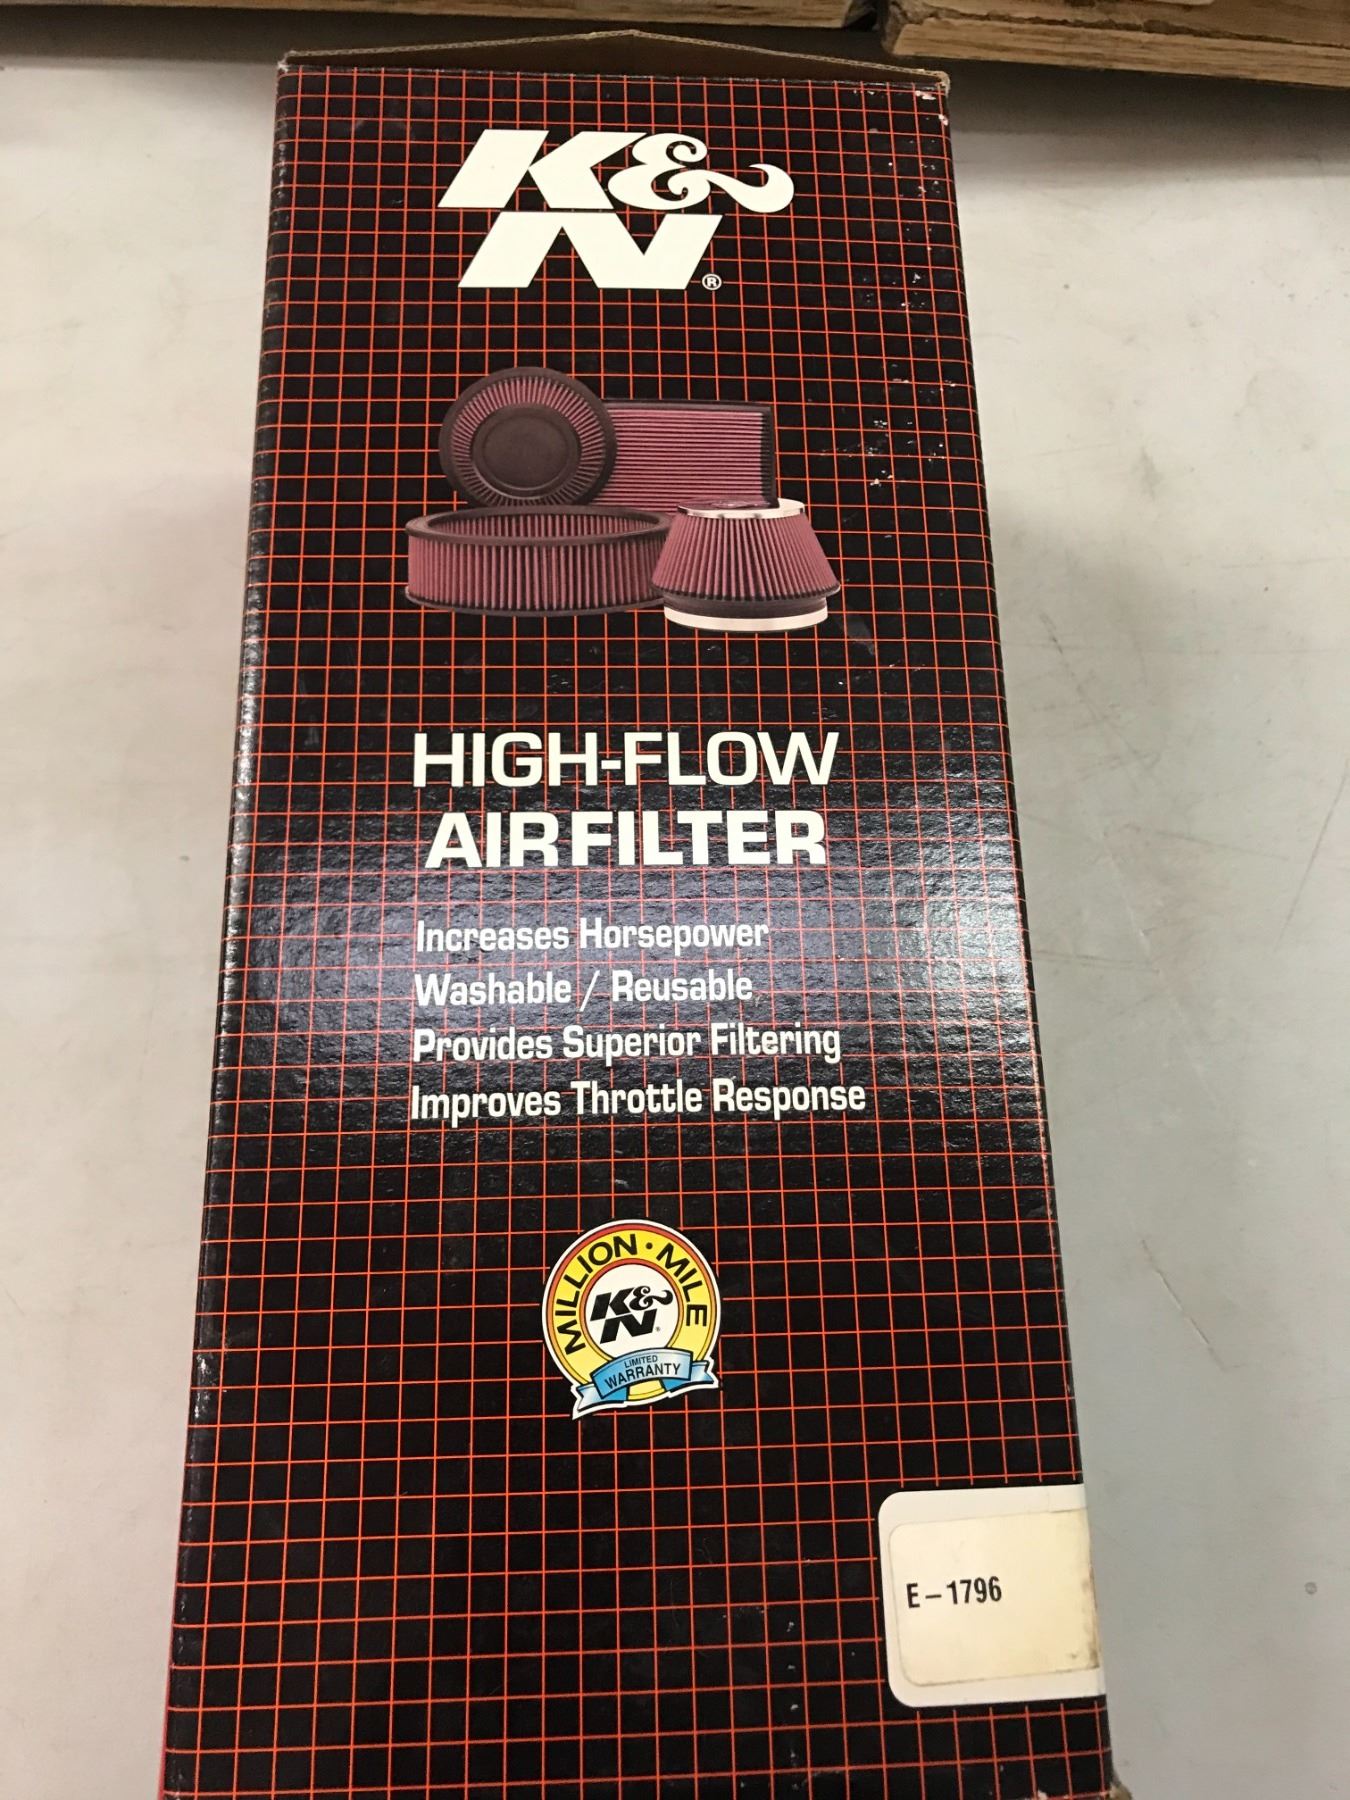 K&
N®
HIGH-FLOW
AIR FILTER
Increases Horsepower
Washable / Reusable
Provides Superior Filtering
Improves Throttle Response
MILLION · MILE
K&
N
LIMITED
WARRANTY
E-1796